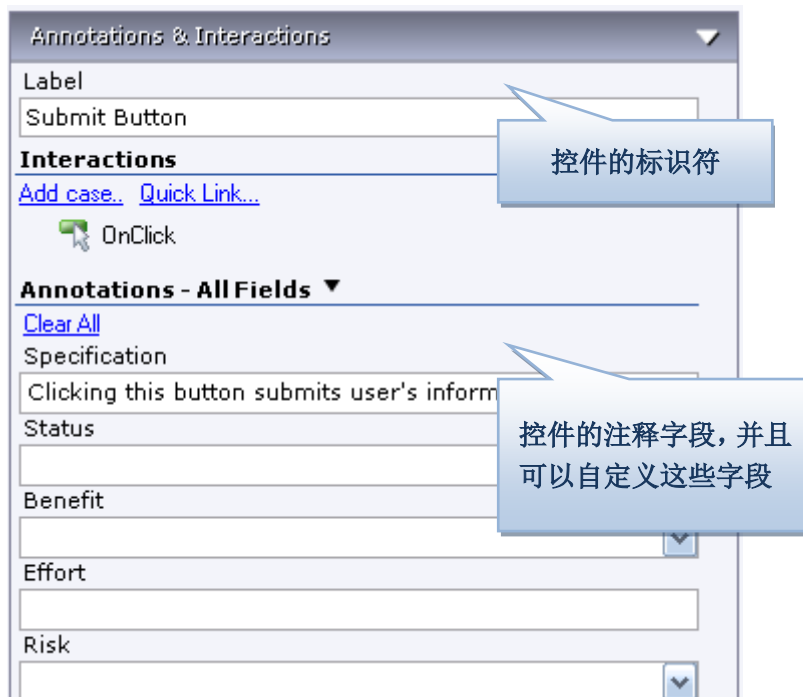 Annotations & Interactions
Label
Submit Button
控件的标识符
Interactions
Add case.. Quick Link...
OnClick
Annotations - All Fields
Clear All
Specification
Clicking this button submits user's inform
控件的注释字段，并且
可以自定义这些字段
Status
Benefit
Effort
Risk